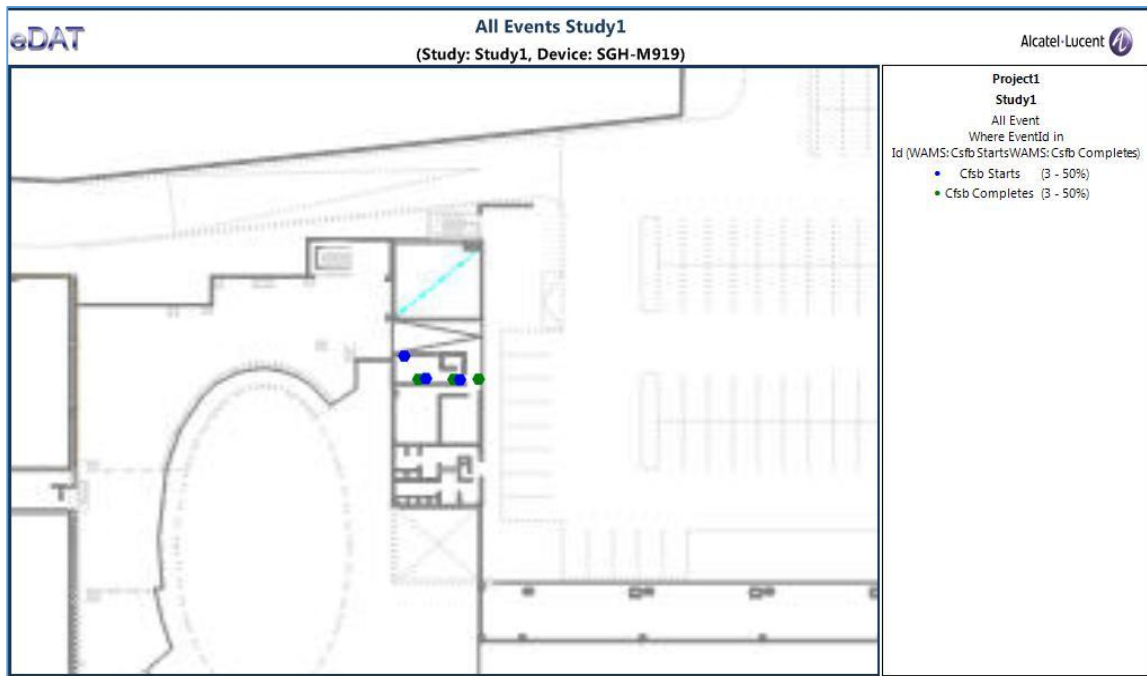 eDAT
All Events Study1
(Study: Study1, Device: SGH-M919)
Alcatel·Lucent
Project1
Study1
All Event
Where EventId in
Id (WAMS: Csfb StartsWAMS: Csfb Completes)
Cfsb Starts (3 - 50%)
Cfsb Completes (3 - 50%)